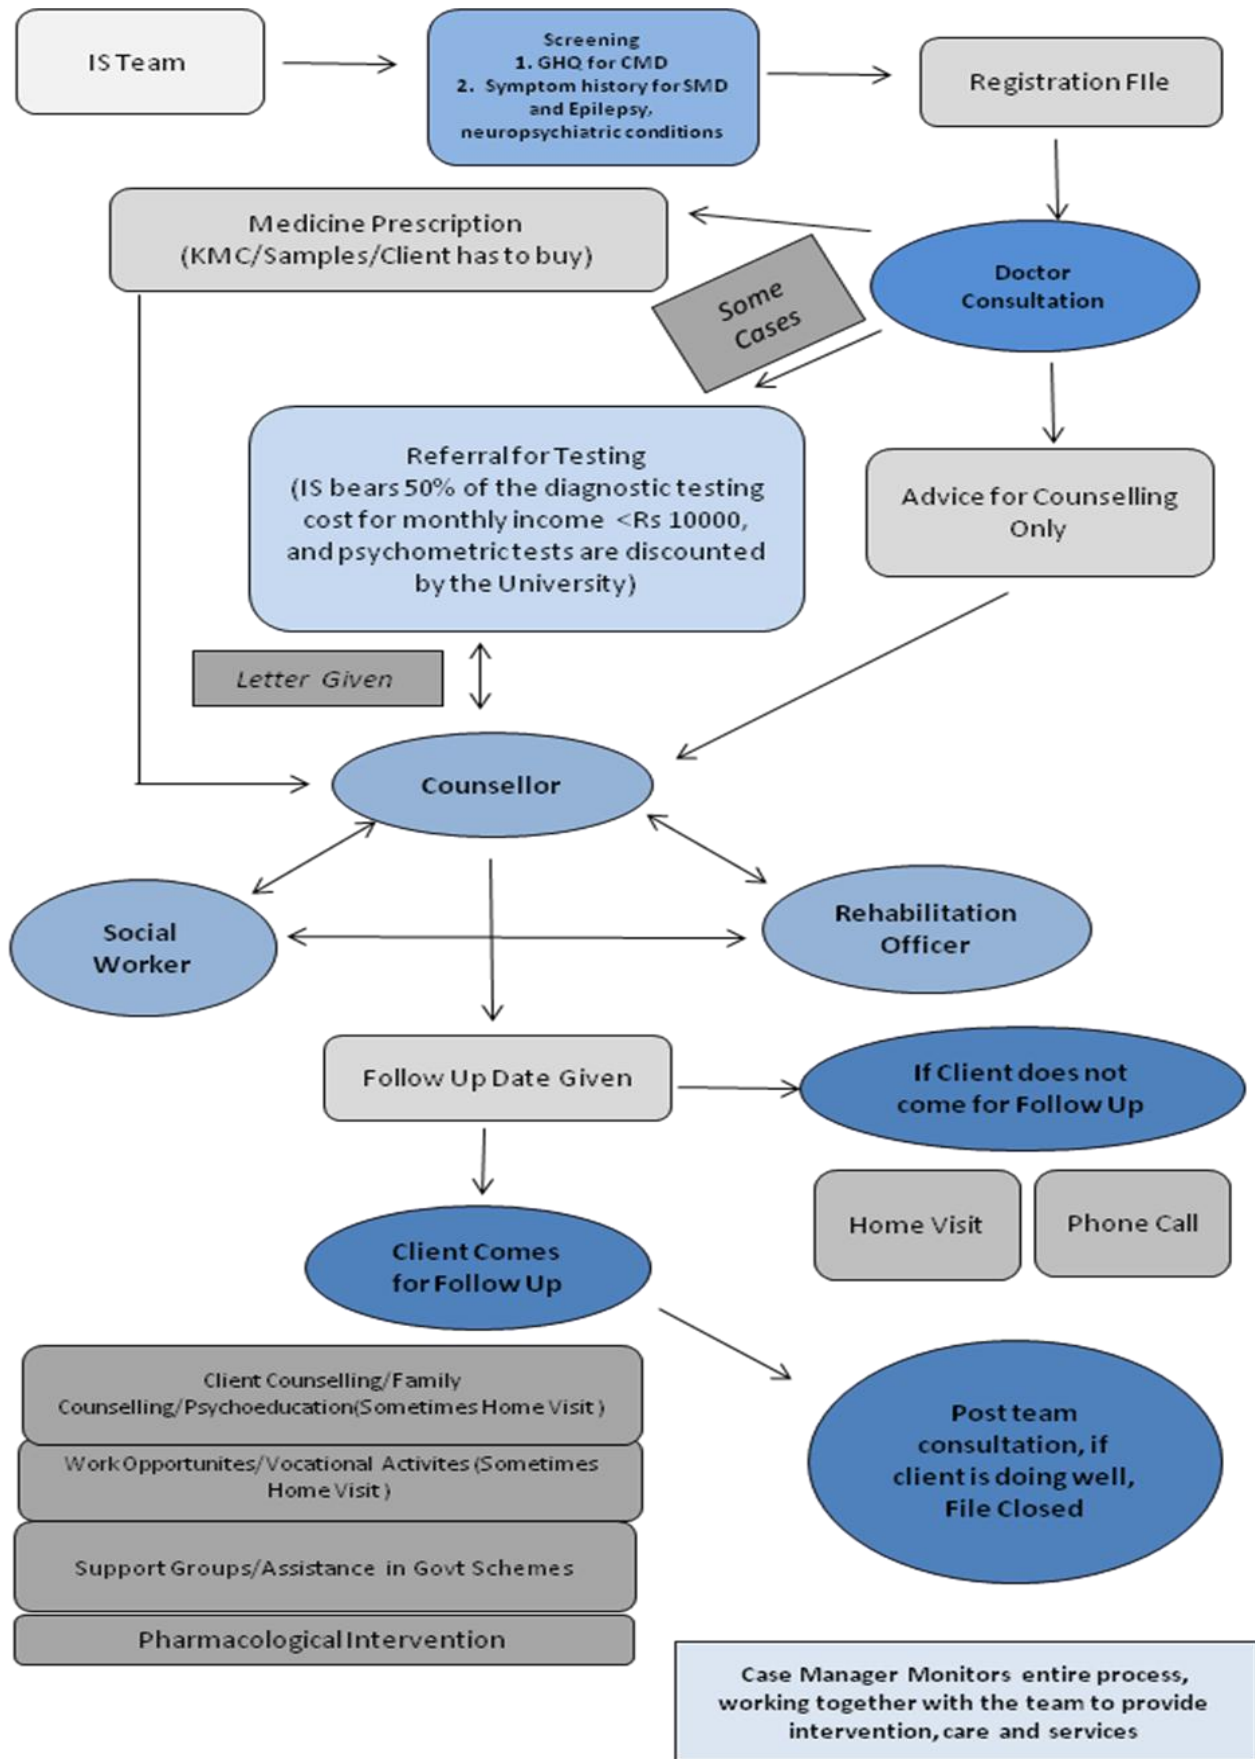 IS Team
Screening
1. GHQ for CMD
2. Symptom history for SMD
and Epilepsy,
neuropsychiatric conditions
Registration FIle
Medicine Prescription
(KMC/Samples/Client has to buy)
Doctor
Consultation
Some
Cases
Referral for Testing
(IS bears 50% of the diagnostic testing
cost for monthly income <Rs 10000,
and psychometric tests are discounted
by the University)
Advice for Counselling
Only
Letter Given
Counsellor
Social
Worker
Rehabilitation
Officer
Follow Up Date Given
If Client does not
come for Follow Up
Home Visit
Phone Call
Client Comes
for Follow Up
Client Counselling/Family
Counselling/Psychoeducation(Sometimes Home Visit )
Work Opportunites/Vocational Activites (Sometimes
Home Visit )
Support Groups/Assistance in Govt Schemes
Pharmacological Intervention
Post team
consultation, if
client is doing well,
File Closed
Case Manager Monitors entire process,
working together with the team to provide
intervention, care and services